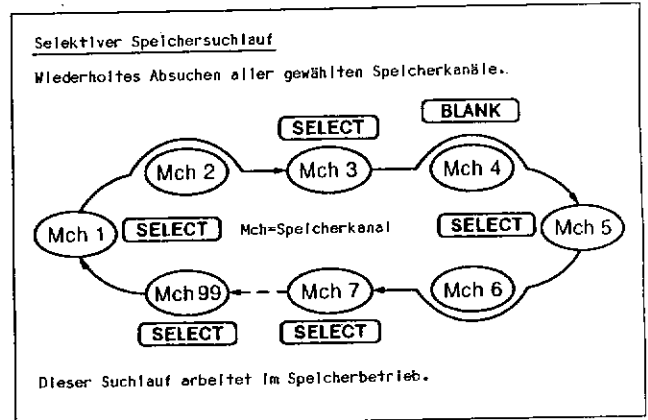 Selektiver Speichersuchlauf
Wiederholtes Absuchen aller gewählten Speicherkanäle.
BLANK
SELECT
Mch 2
Mch 3
Mch 4
Mch 1
SELECT
Mch=Speicherkanal
SELECT
Mch 5
Mch 99
Mch 7
Mch 6
SELECT
SELECT
Dieser Suchlauf arbeitet im Speicherbetrieb.